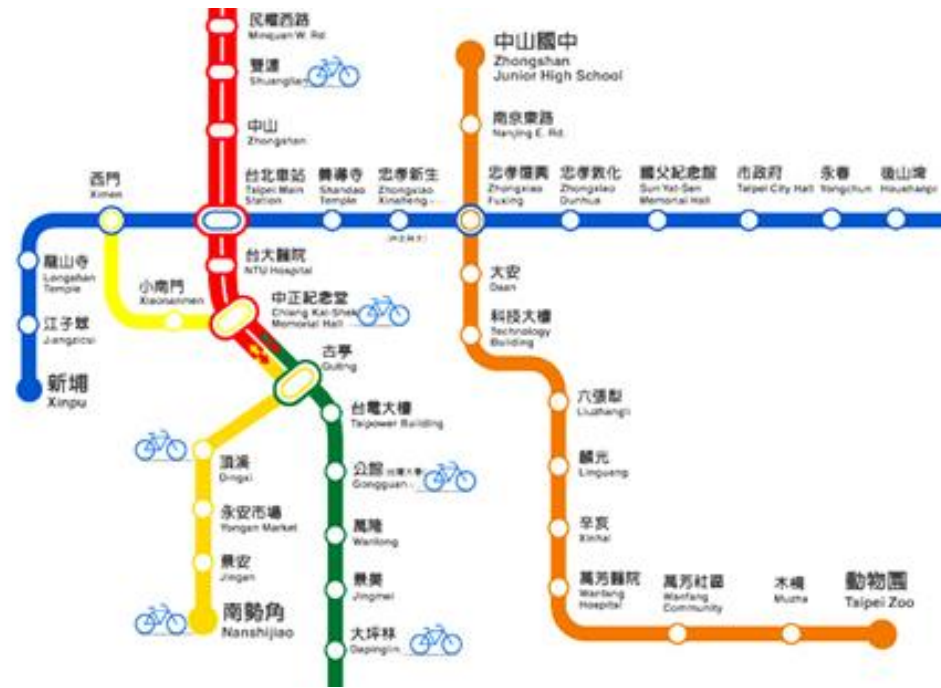 民權西路
Minquan W. Rd
雙連
Shuanglian
中山
Zhongshan
中山國中
Zhongshan
Junior High School
南京東路
Nanjing E. Rd.
西門
Ximen
台北車站
Taipei Main
Station
善導寺
Shandao
Temple
忠孝新生
Zhongxiao
Xinsheng
忠孝復興
Zhongxiao
Fuxing
忠孝敦化
Zhongxiao
Dunhua
國父紀念館
Sun Yat-Sen
Memorial Hall
市政府
Taipei City Hall
永春
Yongchun
後山埤
Houshanpi
龍山寺
Longshan
Temple
江子翠
Jiangzicui
新埔
Xinpu
小南門
Xiaonanmen
台大醫院
NTU Hospital
中正紀念堂
Chiang Kai-Shek
Memorial Hall
古亭
Guting
大安
Daan
科技大樓
Technology
Building
台電大樓
Taipower Building
公館
Gongguan
萬隆
Wanlong
景美
Jingmei
大坪林
Dapinglin
頂溪
Dingxi
永安市場
Yongan Market
景安
Jingan
南勢角
Nanshijiao
六張犁
Liuzhangli
麟光
Linguang
辛亥
Xinhai
萬芳醫院
Wanfang
Hospital
萬芳社區
Wanfang
Community
木柵
Muzha
動物園
Taipei Zoo